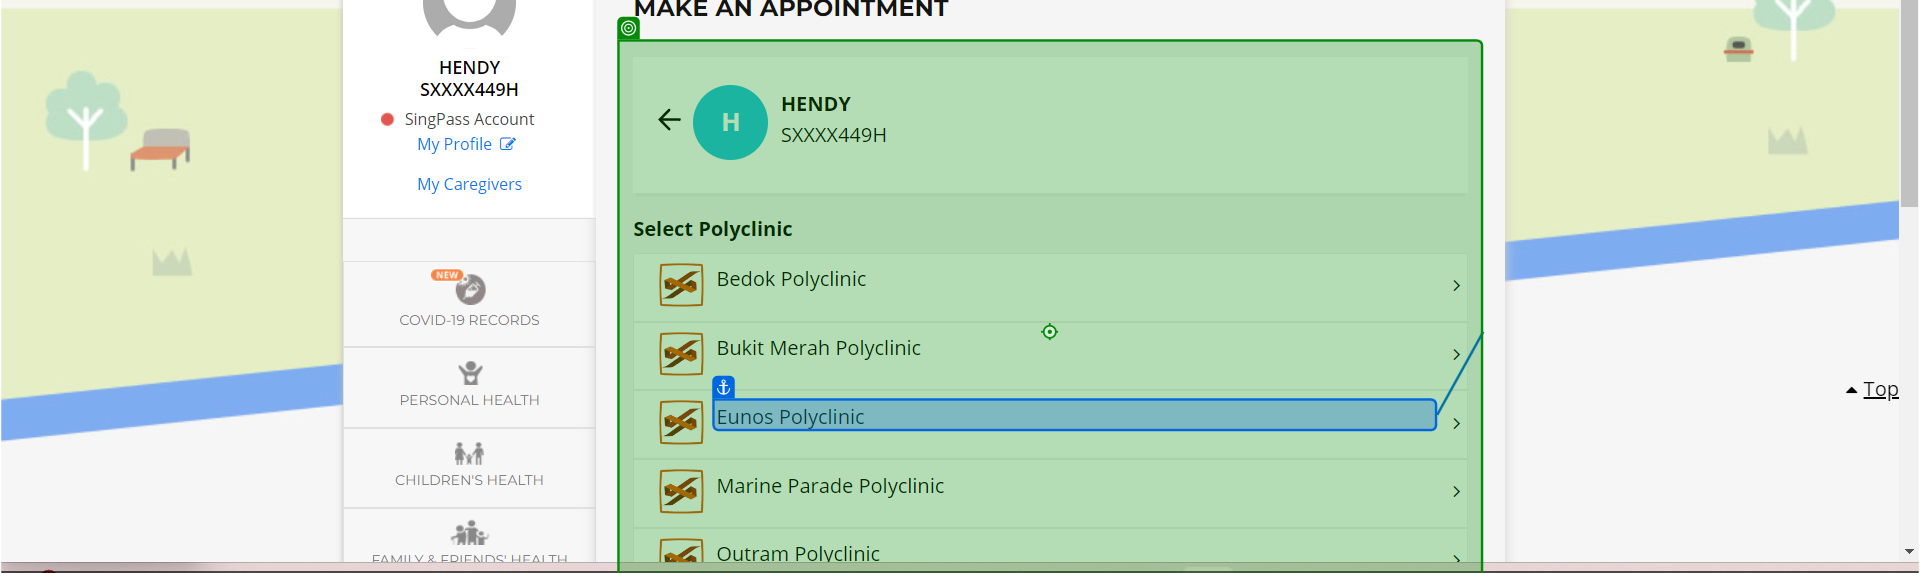 MAKE AN APPOINTMENT
HENDY
SXXXX449H
SingPass Account
My Profile
My Caregivers
NEW
COVID-19 RECORDS
PERSONAL HEALTH
CHILDREN'S HEALTH
FAMILY & FRIENDS' HEALTH
H
HENDY
SXXXX449H
Select Polyclinic
Bedok Polyclinic
Bukit Merah Polyclinic
Eunos Polyclinic
Marine Parade Polyclinic
Outram Polyclinic
Top